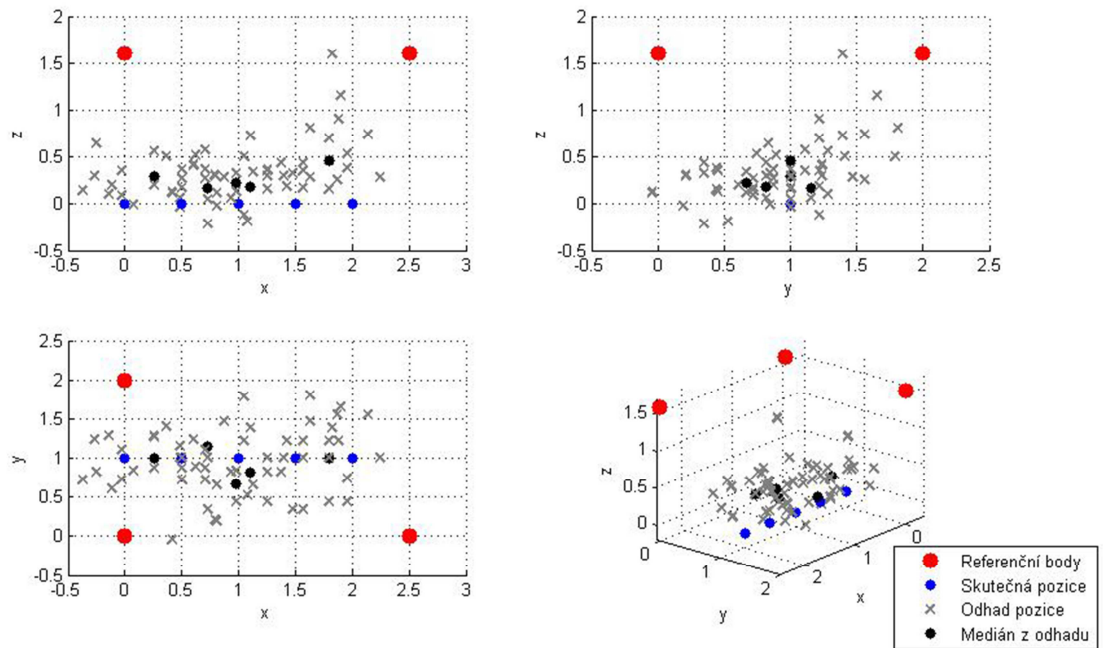 2
1.5
1
0.5
0
-0.5
z
-0.5 0 0.5 1 1.5 2 2.5 3
x
2
1.5
1
0.5
0
-0.5
z
-0.5 0 0.5 1 1.5 2 2.5
y
2.5
2
1.5
1
0.5
0
-0.5
y
-0.5 0 0.5 1 1.5 2 2.5 3
x
1.5
1
0.5
0
z
0 1 2
y
2 1 0
x
Referenční body
Skutečná pozice
Odhad pozice
Medián z odhadu